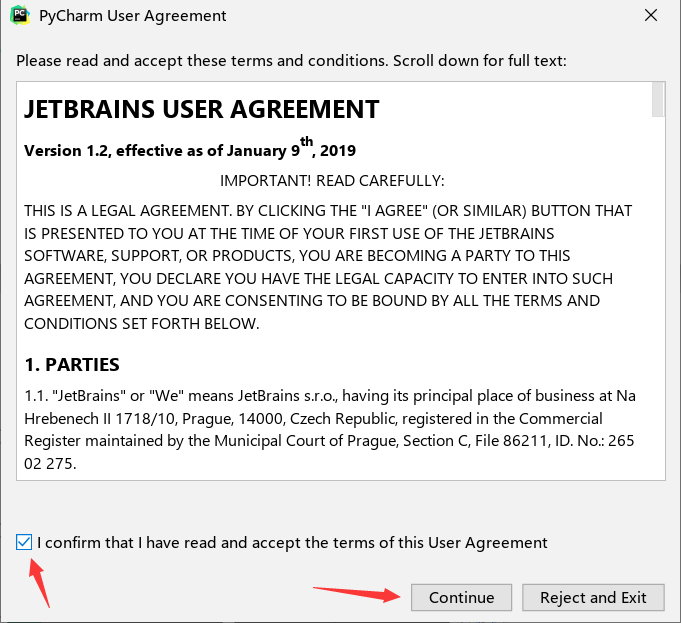 PC
PyCharm User Agreement
Please read and accept these terms and conditions. Scroll down for full text:
JETBRAINS USER AGREEMENT
Version 1.2, effective as of January 9th, 2019
IMPORTANT! READ CAREFULLY:
THIS IS A LEGAL AGREEMENT. BY CLICKING THE "I AGREE" (OR SIMILAR) BUTTON THAT
IS PRESENTED TO YOU AT THE TIME OF YOUR FIRST USE OF THE JETBRAINS
SOFTWARE, SUPPORT, OR PRODUCTS, YOU ARE BECOMING A PARTY TO THIS
AGREEMENT, YOU DECLARE YOU HAVE THE LEGAL CAPACITY TO ENTER INTO SUCH
AGREEMENT, AND YOU ARE CONSENTING TO BE BOUND BY ALL THE TERMS AND
CONDITIONS SET FORTH BELOW.
1. PARTIES
1.1. "JetBrains" or "We" means JetBrains s.r.o., having its principal place of business at Na
Hrebenech II 1718/10, Prague, 14000, Czech Republic, registered in the Commercial
Register maintained by the Municipal Court of Prague, Section C, File 86211, ID. No.: 265
02 275.
I confirm that I have read and accept the terms of this User Agreement
Continue
Reject and Exit